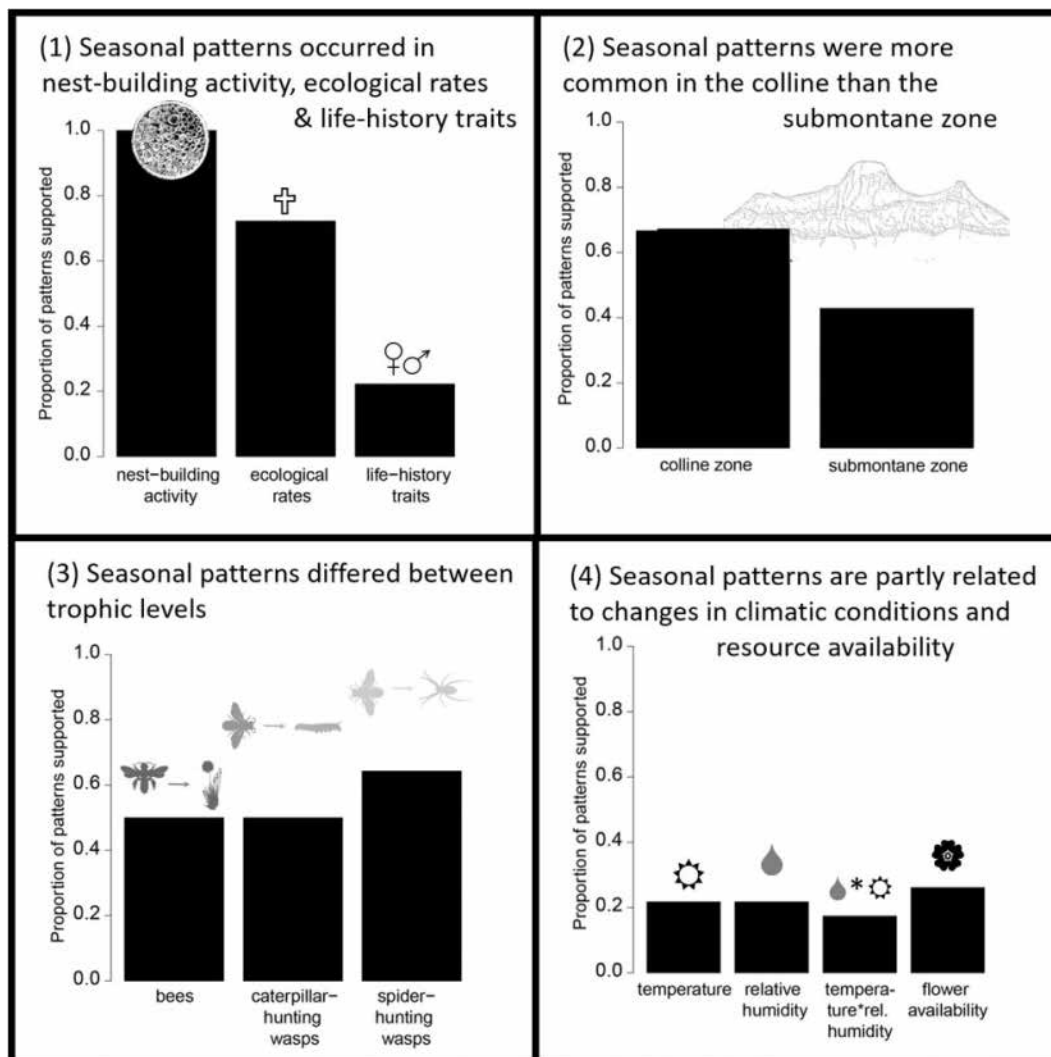 (1) Seasonal patterns occurred in
nest-building activity, ecological rates
& life-history traits
Proportion of patterns supported
1.0
0.8
0.6
0.4
0.2
0.0
nest−building
activity
ecological
rates
life−history
traits
(2) Seasonal patterns were more
common in the colline than the
submontane zone
Proportion of patterns supported
1.0
0.8
0.6
0.4
0.2
0.0
colline zone
submontane zone
(3) Seasonal patterns differed between
trophic levels
Proportion of patterns supported
1.0
0.8
0.6
0.4
0.2
0.0
bees
caterpillar−
hunting
wasps
spider−
hunting
wasps
(4) Seasonal patterns are partly related
to changes in climatic conditions and
resource availability
Proportion of patterns supported
1.0
0.8
0.6
0.4
0.2
0.0
*
temperature
relative
humidity
tempera−
ture*rel.
humidity
flower
availability